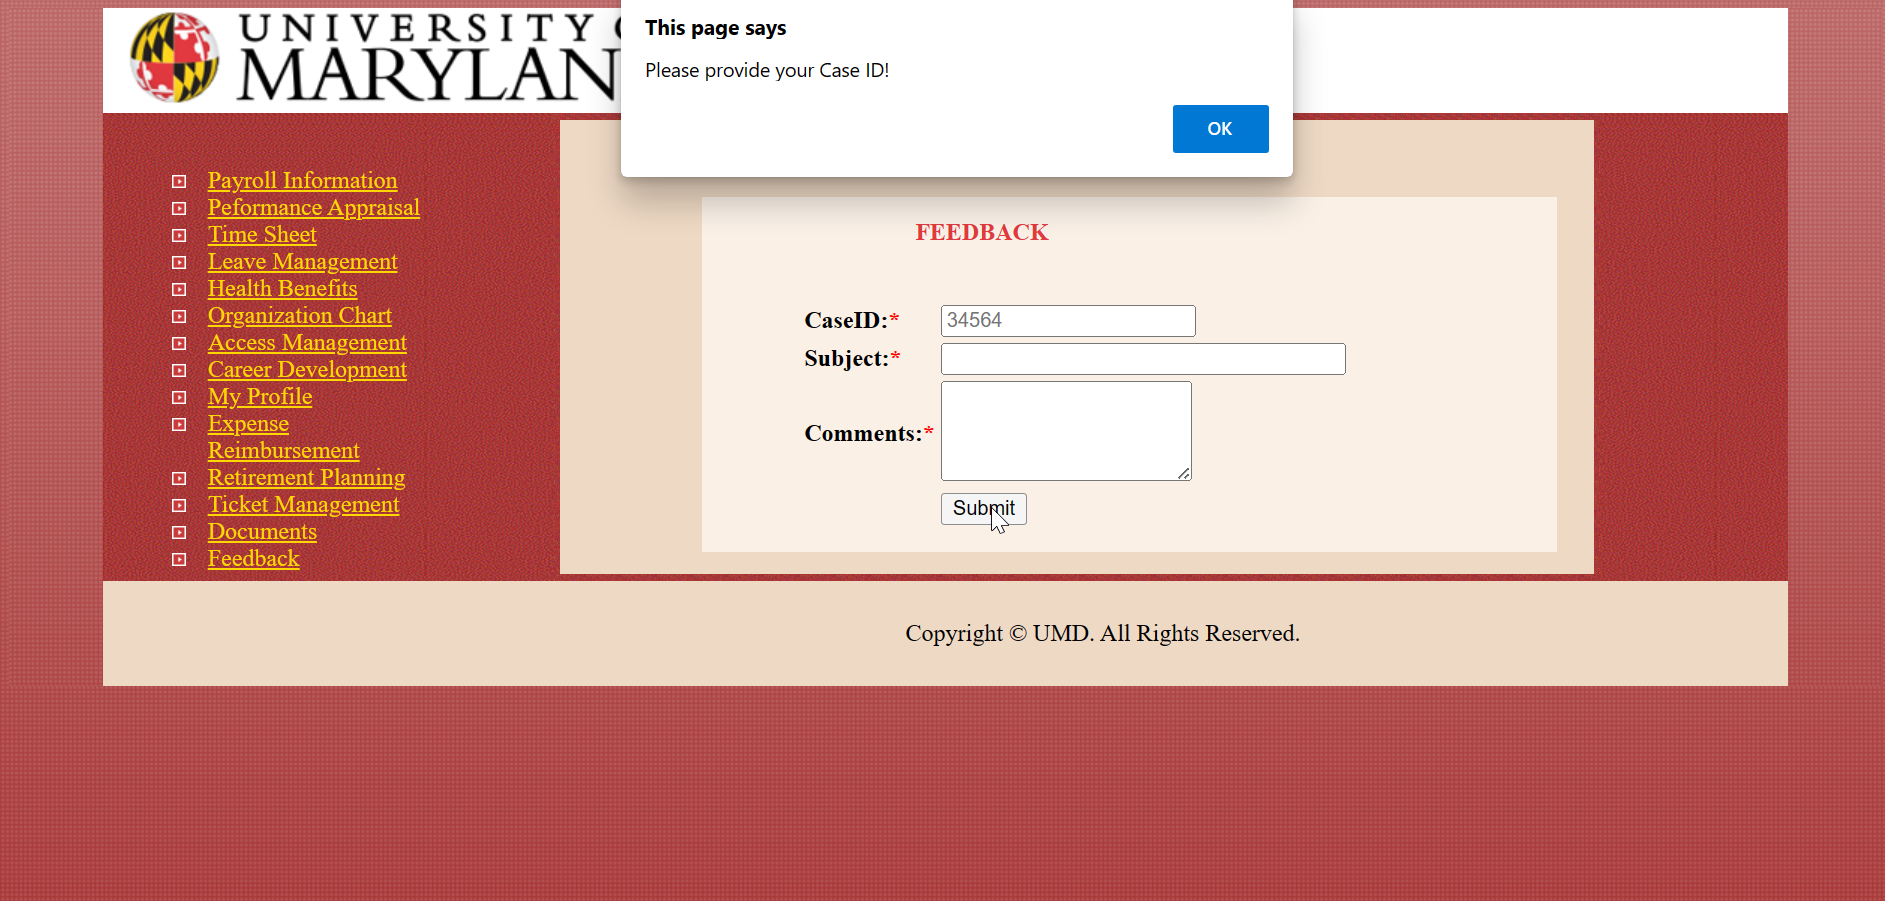 UNIVERSITY
MARYLAN
This page says
Please provide your Case ID!
OK
Payroll Information
Peformance Appraisal
Time Sheet
Leave Management
Health Benefits
Organization Chart
Access Management
Career Development
My Profile
Expense
Reimbursement
Retirement Planning
Ticket Management
Documents
Feedback
FEEDBACK
CaseID:* 34564
Subject:*
Comments:*
Submit
Copyright © UMD. All Rights Reserved.